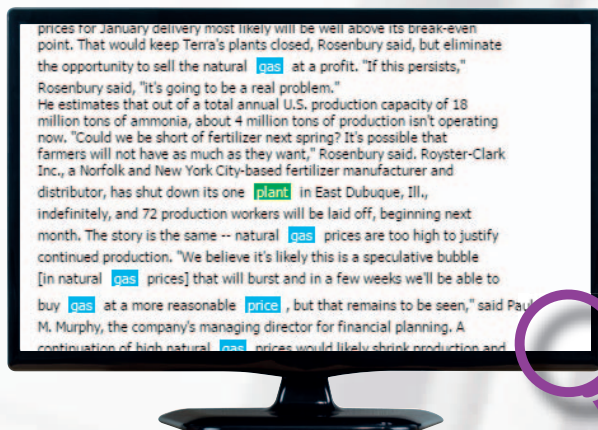 prices for January delivery most likely will be well above its break-even
point. That would keep Terra's plants closed, Rosenbury said, but eliminate
the opportunity to sell the natural gas at a profit. "If this persists,"
Rosenbury said, "it's going to be a real problem."
He estimates that out of a total annual U.S. production capacity of 18
million tons of ammonia, about 4 million tons of production isn't operating
now. "Could we be short of fertilizer next spring? It's possible that
farmers will not have as much as they want," Rosenbury said. Royster-Clark
Inc., a Norfolk and New York City-based fertilizer manufacturer and
distributor, has shut down its one plant in East Dubuque, Ill.,
indefinitely, and 72 production workers will be laid off, beginning next
month. The story is the same -- natural gas prices are too high to justify
continued production. "We believe it's likely this is a speculative bubble
[in natural gas prices] that will burst and in a few weeks we'll be able to
buy gas at a more reasonable price , but that remains to be seen," said Paul
M. Murphy, the company's managing director for financial planning. A
continuation of high natural gas prices would likely shrink production and